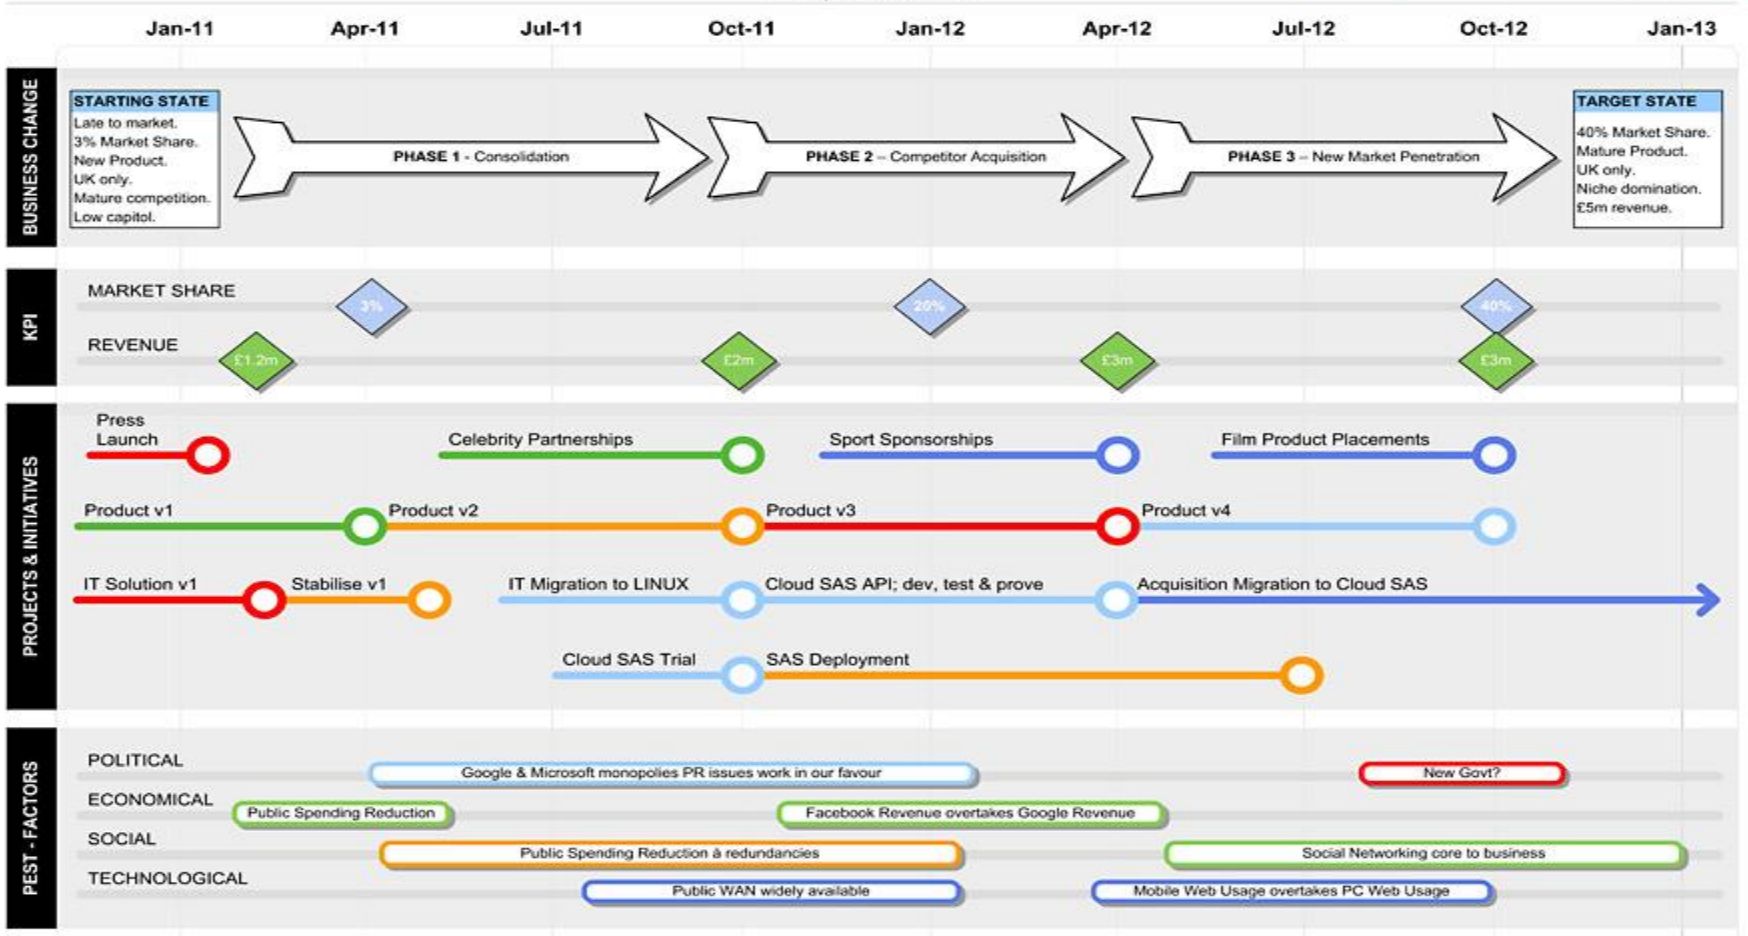 Jan-11 Apr-11 Jul-11 Oct-11 Jan-12 Apr-12 Jul-12 Oct-12 Jan-13
BUSINESS CHANGE
STARTING STATE
Late to market.
3% Market Share.
New Product.
UK only.
Mature competition.
Low capitol.
PHASE 1 - Consolidation
PHASE 2 – Competitor Acquisition
PHASE 3 – New Market Penetration
TARGET STATE
40% Market Share.
Mature Product.
UK only.
Niche domination.
£5m revenue.
KPI
MARKET SHARE
3% 20% 40%
REVENUE
£1.2m £2m £3m £3m
PROJECTS & INITIATIVES
Press
Launch
Celebrity Partnerships
Sport Sponsorships
Film Product Placements
Product v1
Product v2
Product v3
Product v4
IT Solution v1
Stabilise v1
IT Migration to LINUX
Cloud SAS API; dev, test & prove
Acquisition Migration to Cloud SAS
Cloud SAS Trial
SAS Deployment
PEST - FACTORS
POLITICAL
Google & Microsoft monopolies PR issues work in our favour
New Govt?
ECONOMICAL
Public Spending Reduction
Facebook Revenue overtakes Google Revenue
SOCIAL
Public Spending Reduction à redundancies
Social Networking core to business
TECHNOLOGICAL
Public WAN widely available
Mobile Web Usage overtakes PC Web Usage